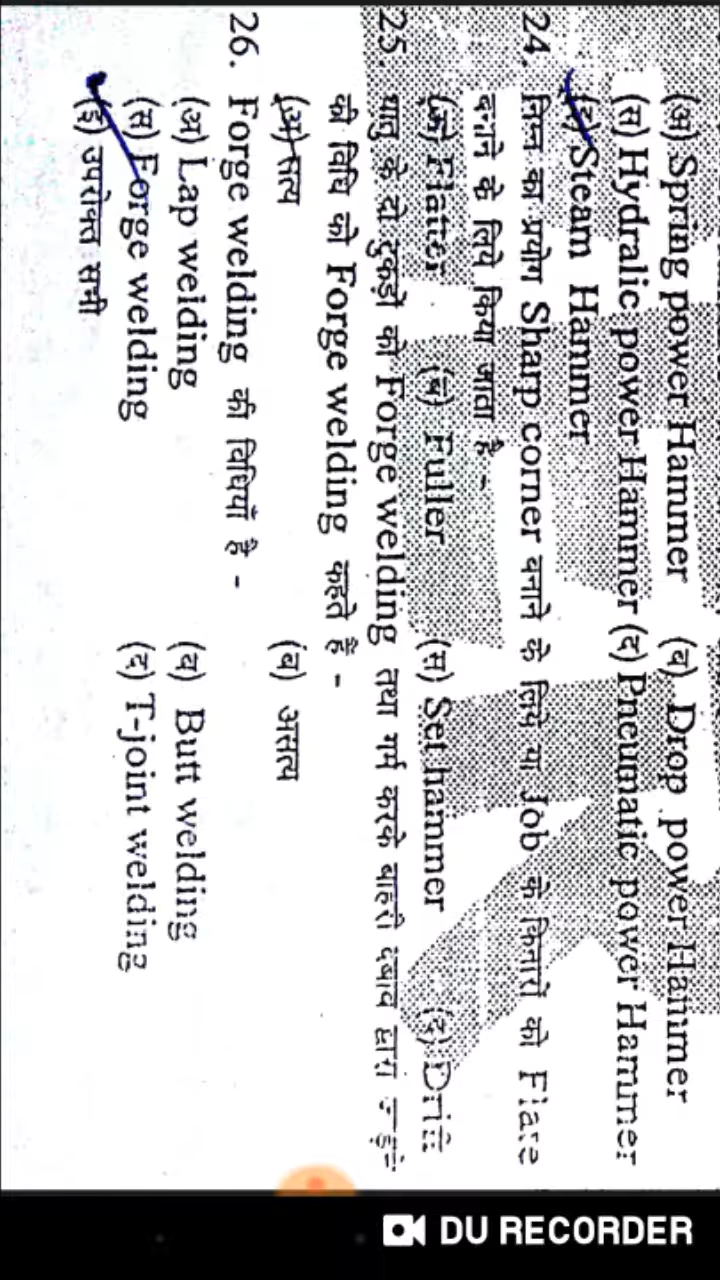 (अ) Spring power Hammer (ब) Drop power Hammer
(स) Hydralic power Hammer (द) Pneumatic power Hammer
Steam Hammer
24. निम्न का प्रयोग Sharp corner बनाने के लिये या Job के किनारों को Flare
बनाने के लिये किया जाता है -
(अ) Flatter (ब) Fuller (स) Set hammer (द) Drift
25. धातु के दो टुकड़ों को Forge welding तथा गर्म करके बाहरी दबाव द्वारा
की विधि को Forge welding कहते है -
(अ) सत्य (ब) असत्य
26. Forge welding की विधियाँ है -
(अ) Lap welding (ब) Butt welding
(स) Forge welding (द) T-joint welding
(इ) उपरोक्त सभी
DU RECORDER